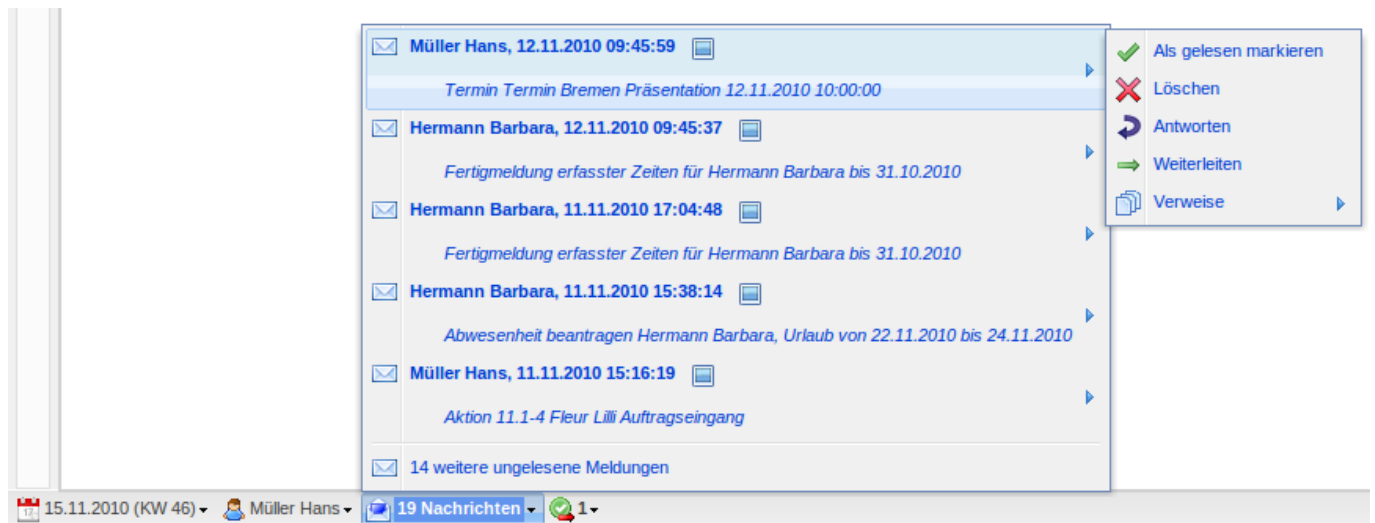 Müller Hans, 12.11.2010 09:45:59
Termin Termin Bremen Präsentation 12.11.2010 10:00:00
Hermann Barbara, 12.11.2010 09:45:37
Fertigmeldung erfasster Zeiten für Hermann Barbara bis 31.10.2010
Hermann Barbara, 11.11.2010 17:04:48
Fertigmeldung erfasster Zeiten für Hermann Barbara bis 31.10.2010
Hermann Barbara, 11.11.2010 15:38:14
Abwesenheit beantragen Hermann Barbara, Urlaub von 22.11.2010 bis 24.11.2010
Müller Hans, 11.11.2010 15:16:19
Aktion 11.1-4 Fleur Lilli Auftragseingang
14 weitere ungelesene Meldungen
Als gelesen markieren
Löschen
Antworten
Weiterleiten
Verweise
15.11.2010 (KW 46) Müller Hans 19 Nachrichten 1